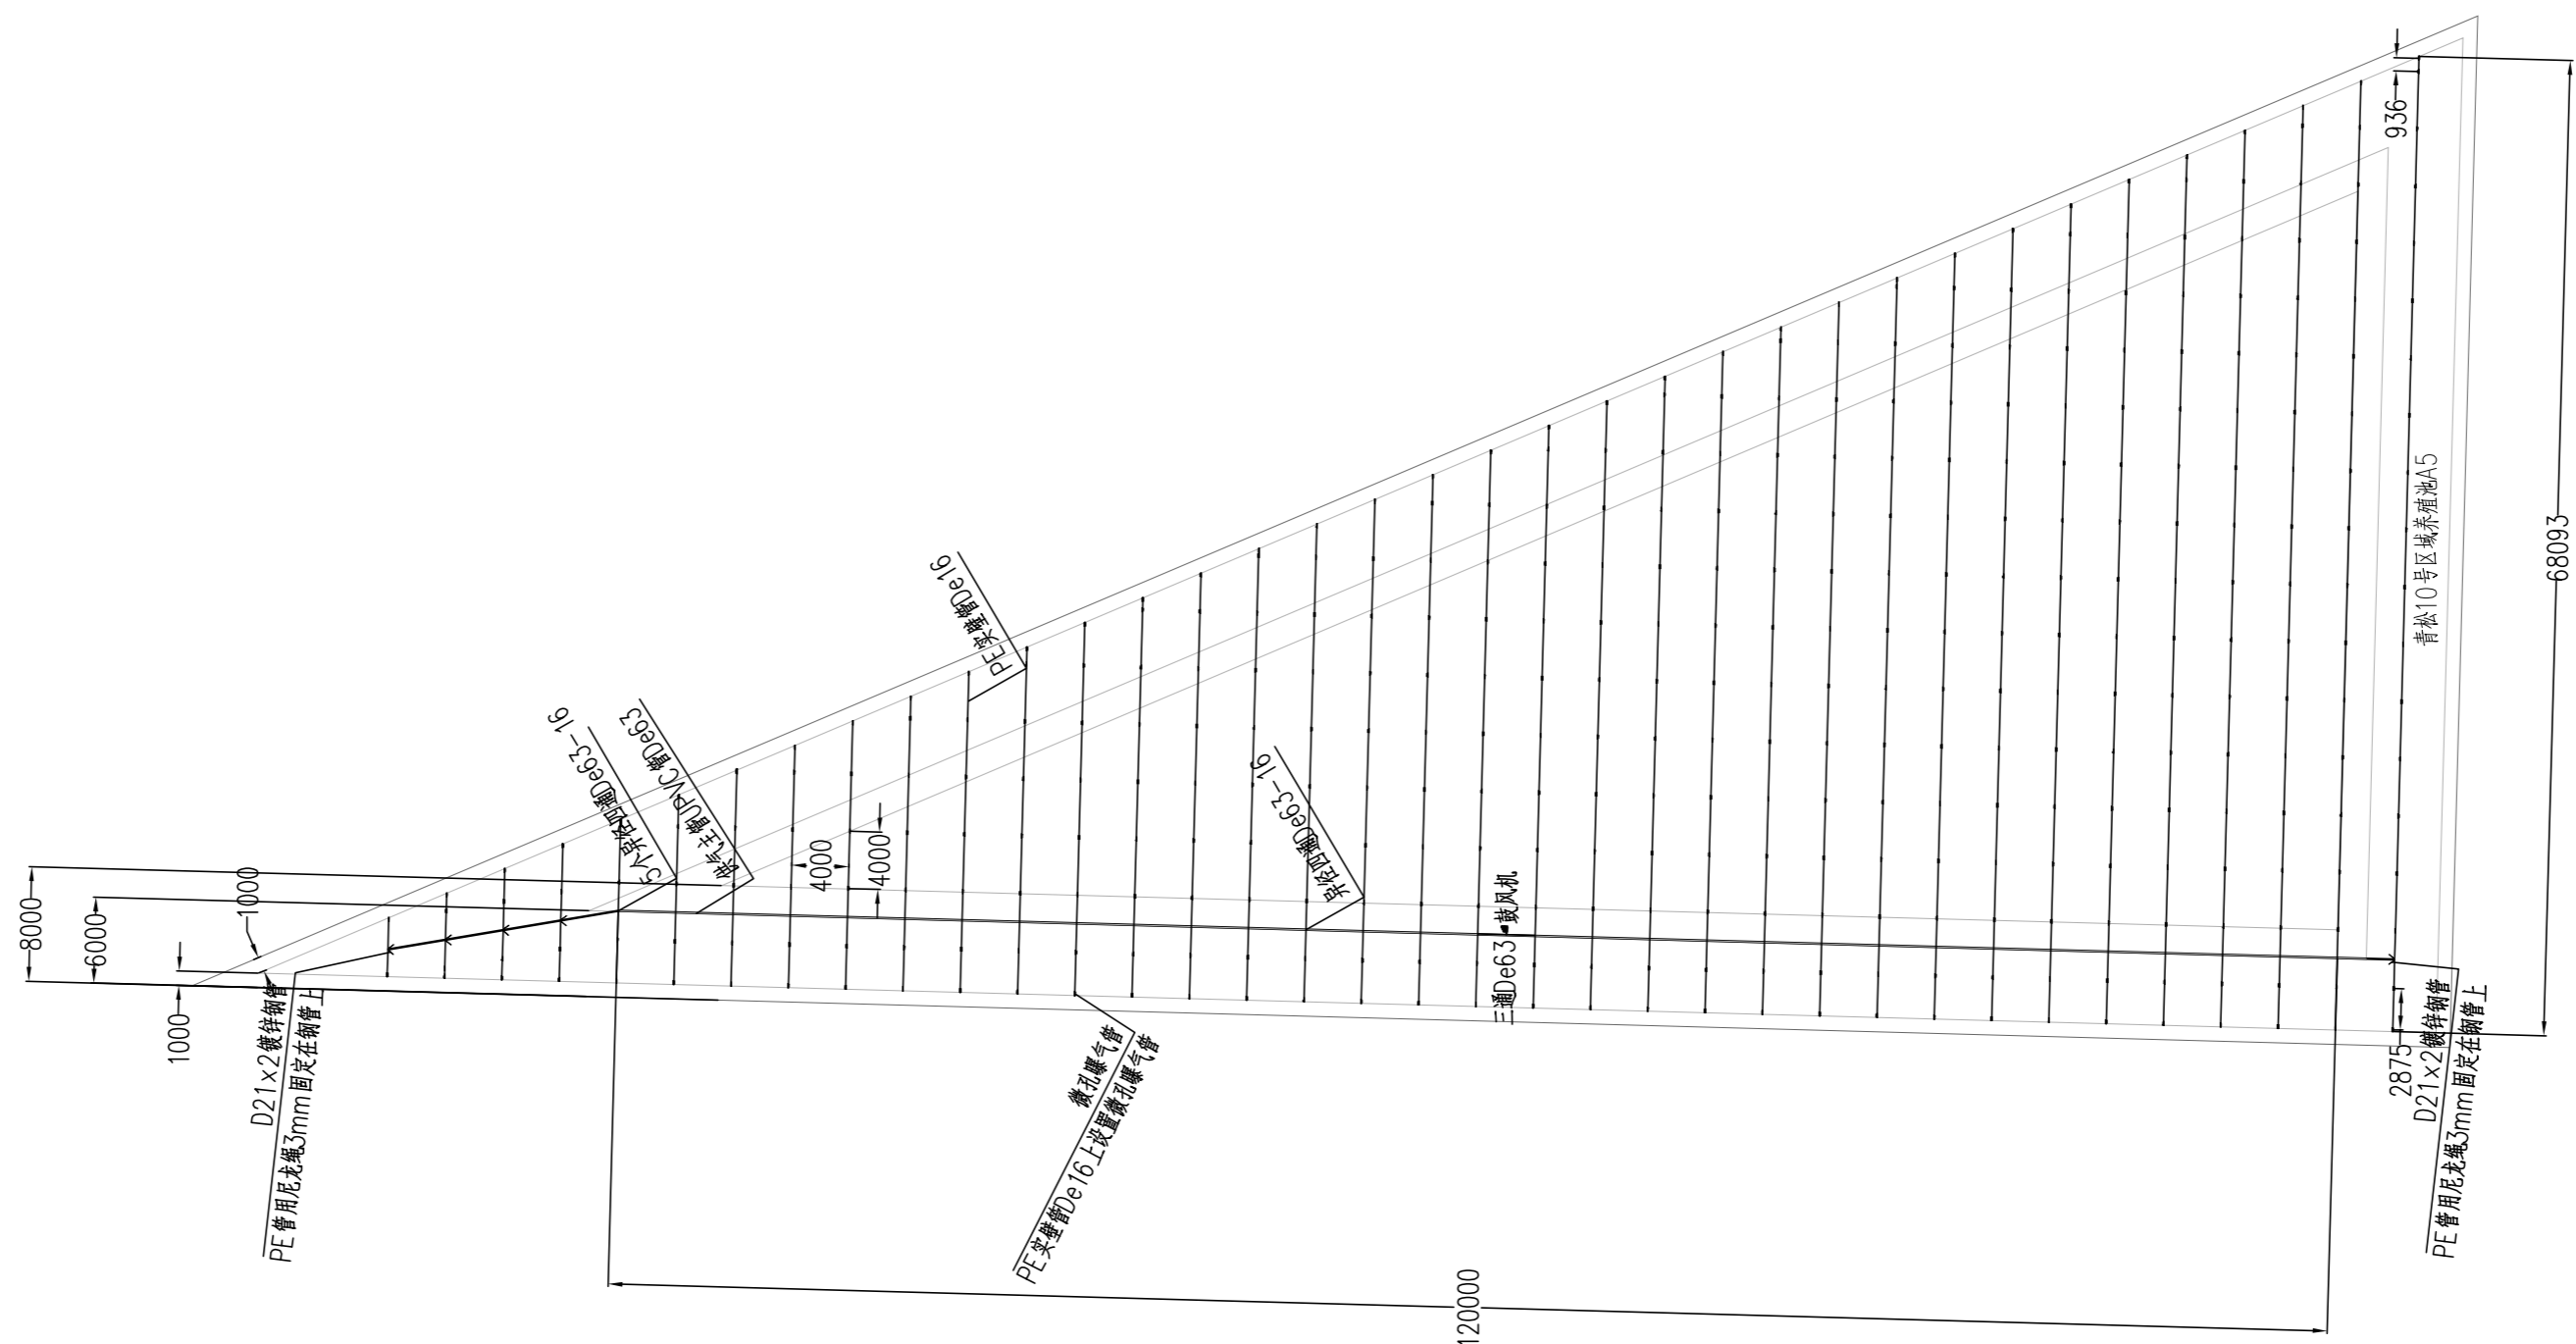 936
68093
青松10号区域养殖池A5
PE实壁管De16
5个异径四通De63-16
供气主管UPVC管De63
异径四通De63-16
4000
4000
鼓风机
三通De63
8000
6000
1000
1000
D21×2镀锌钢管
PE管用尼龙绳3mm固定在钢管上
微孔曝气管
PE实壁管De16上设置微孔曝气管
2875
D21×2镀锌钢管
PE管用尼龙绳3mm固定在钢管上
120000